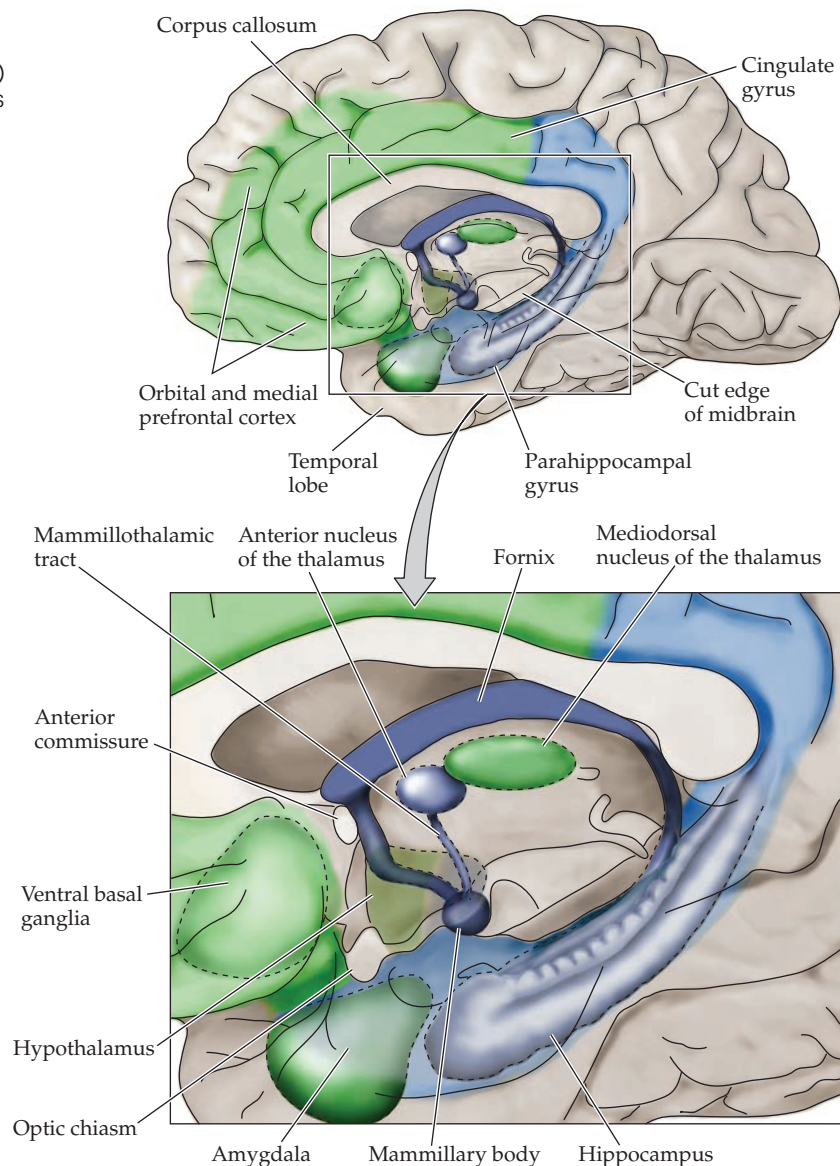 )
s
Corpus callosum
Cingulate
gyrus
Orbital and medial
prefrontal cortex
Cut edge
of midbrain
Temporal
lobe
Parahippocampal
gyrus
Mammillothalamic
tract
Anterior nucleus
of the thalamus
Fornix
Mediodorsal
nucleus of the thalamus
Anterior
commissure
Ventral basal
ganglia
Hypothalamus
Optic chiasm
Amygdala
Mammillary body
Hippocampus